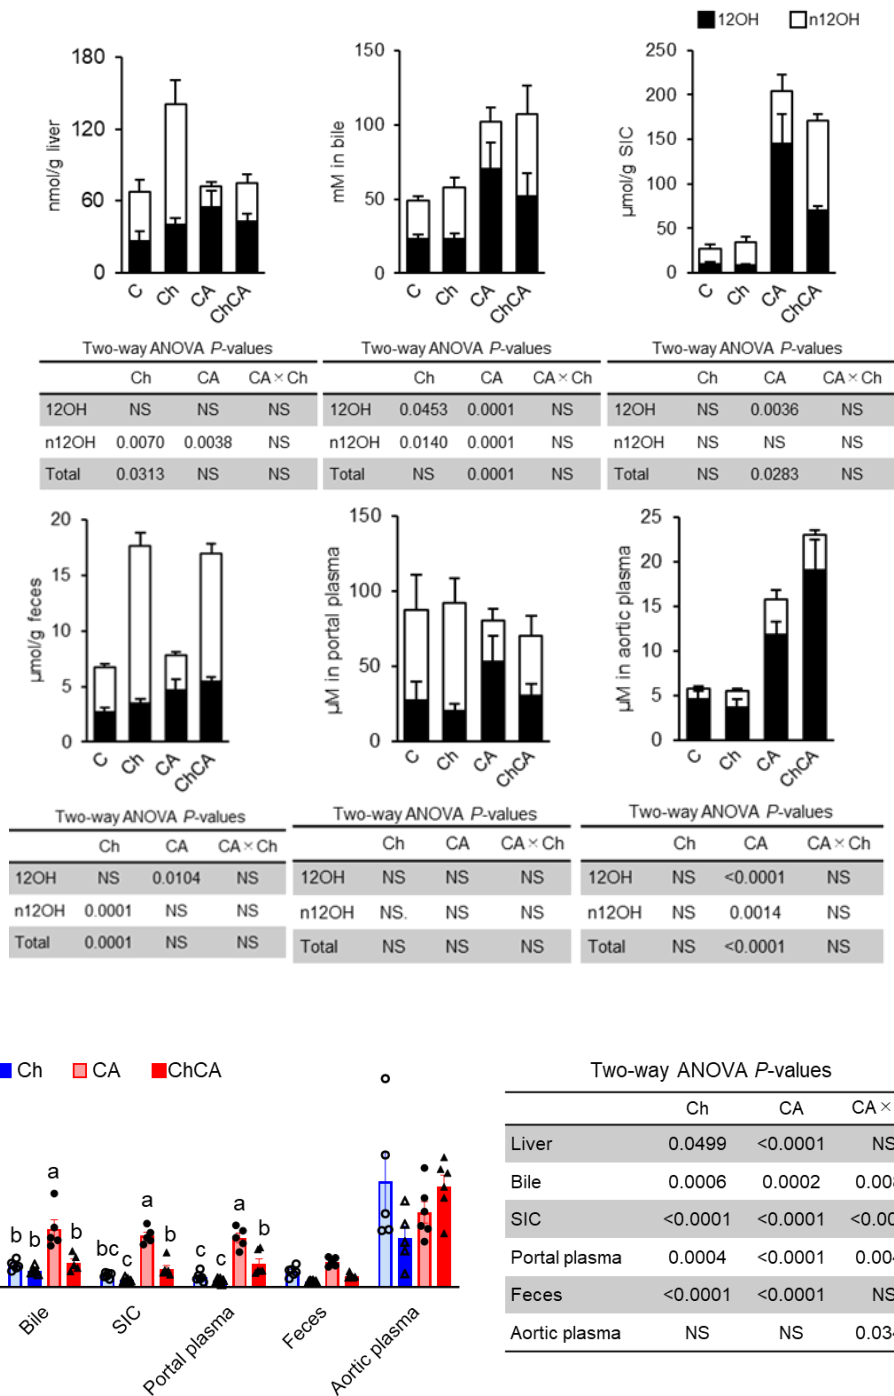 12OH n12OH
nmol/g liver
180
120
60
0
C Ch CA ChCA
mM in bile
150
100
50
0
C Ch CA ChCA
µmol/g SIC
250
200
150
100
50
0
C Ch CA ChCA
Two-way ANOVA P-values
Ch CA CA×Ch
12OH NS NS NS
n12OH 0.0070 0.0038 NS
Total 0.0313 NS NS
Two-way ANOVA P-values
Ch CA CA×Ch
12OH 0.0453 0.0001 NS
n12OH 0.0140 0.0001 NS
Total NS 0.0001 NS
Two-way ANOVA P-values
Ch CA CA×Ch
12OH NS 0.0036 NS
n12OH NS NS NS
Total NS 0.0283 NS
µmol/g feces
20
15
10
5
0
C Ch CA ChCA
µM in portal plasma
150
100
50
0
C Ch CA ChCA
µM in aortic plasma
25
20
15
10
5
0
C Ch CA ChCA
Two-way ANOVA P-values
Ch CA CA×Ch
12OH NS 0.0104 NS
n12OH 0.0001 NS NS
Total 0.0001 NS NS
Two-way ANOVA P-values
Ch CA CA×Ch
12OH NS NS NS
n12OH NS. NS NS
Total NS NS NS
Two-way ANOVA P-values
Ch CA CA×Ch
12OH NS <0.0001 NS
n12OH NS 0.0014 NS
Total NS <0.0001 NS
Ch CA ChCA
b b a b
bc c a b
c c a b
Bile SIC Portal plasma Feces Aortic plasma
Two-way ANOVA P-values
Ch CA CA×
Liver 0.0499 <0.0001 NS
Bile 0.0006 0.0002
SIC <0.0001 <0.0001
Portal plasma 0.0004 <0.0001
Feces <0.0001 <0.0001 NS
Aortic plasma NS NS